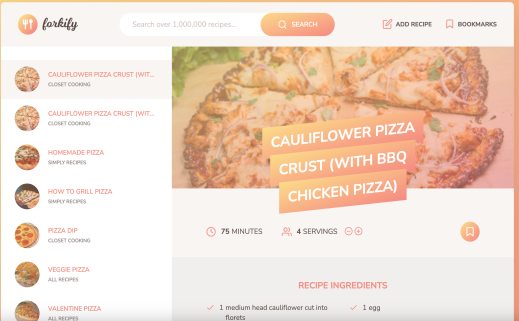 forkify
Search over 1,000,000 recipes...
SEARCH
ADD RECIPE
BOOKMARKS
CAULIFLOWER PIZZA CRUST (WIT...
CLOSET COOKING
CAULIFLOWER PIZZA CRUST (WIT...
CLOSET COOKING
HOMEMADE PIZZA
SIMPLY RECIPES
HOW TO GRILL PIZZA
SIMPLY RECIPES
PIZZA DIP
CLOSET COOKING
VEGGIE PIZZA
ALL RECIPES
VALENTINE PIZZA
ALL RECIPES
CAULIFLOWER PIZZA
CRUST (WITH BBQ
CHICKEN PIZZA)
75 MINUTES
4 SERVINGS
RECIPE INGREDIENTS
1 medium head cauliflower cut into
florets
1 egg